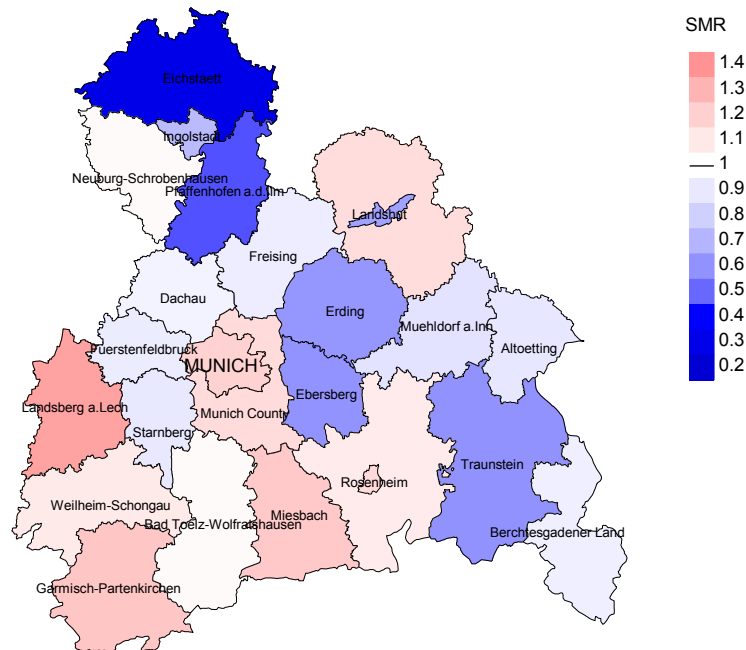 SMR
1.4
1.3
1.2
1.1
1
0.9
0.8
0.7
0.6
0.5
0.4
0.3
0.2
Eichstaett
Ingolstadt
Neuburg-Schrobenhausen
Pfaffenhofen a.d.Ilm
Landshut
Freising
Dachau
Erding
Muehldorf a.Inn
Altoetting
Fuerstenfeldbruck
MUNICH
Ebersberg
Landsberg a.Lech
Munich County
Starnberg
Traunstein
Rosenheim
Weilheim-Schongau
Miesbach
Bad Toelz-Wolfratshausen
Berchtesgadener Land
Garmisch-Partenkirchen